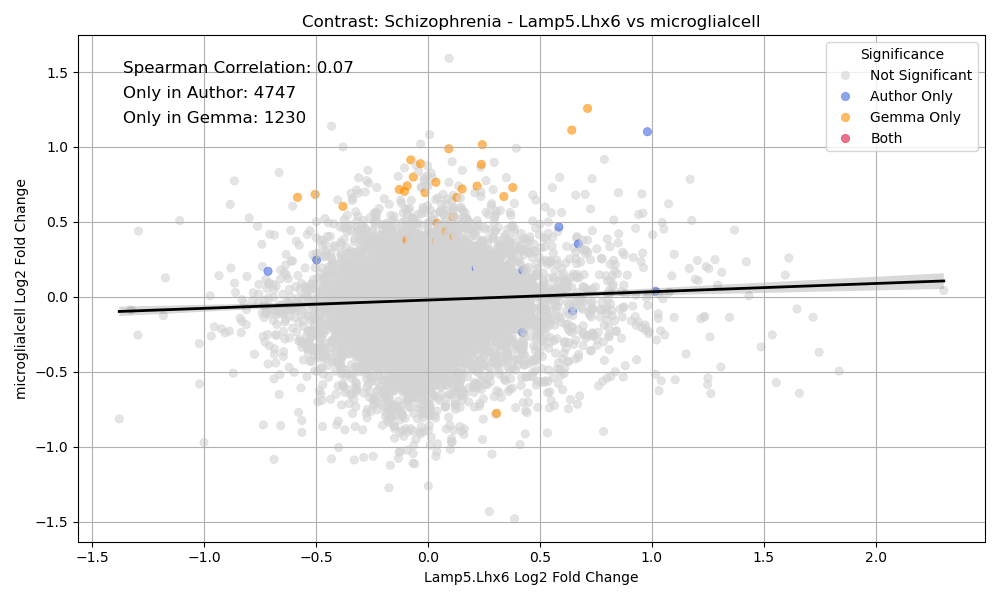 Contrast: Schizophrenia - Lamp5.Lhx6 vs microglialcell
Spearman Correlation: 0.07
Only in Author: 4747
Only in Gemma: 1230
Significance
Not Significant
Author Only
Gemma Only
Both
microglialcell Log2 Fold Change
1.5
1.0
0.5
0.0
−0.5
−1.0
−1.5
−1.5
−1.0
−0.5
0.0
0.5
1.0
1.5
2.0
Lamp5.Lhx6 Log2 Fold Change